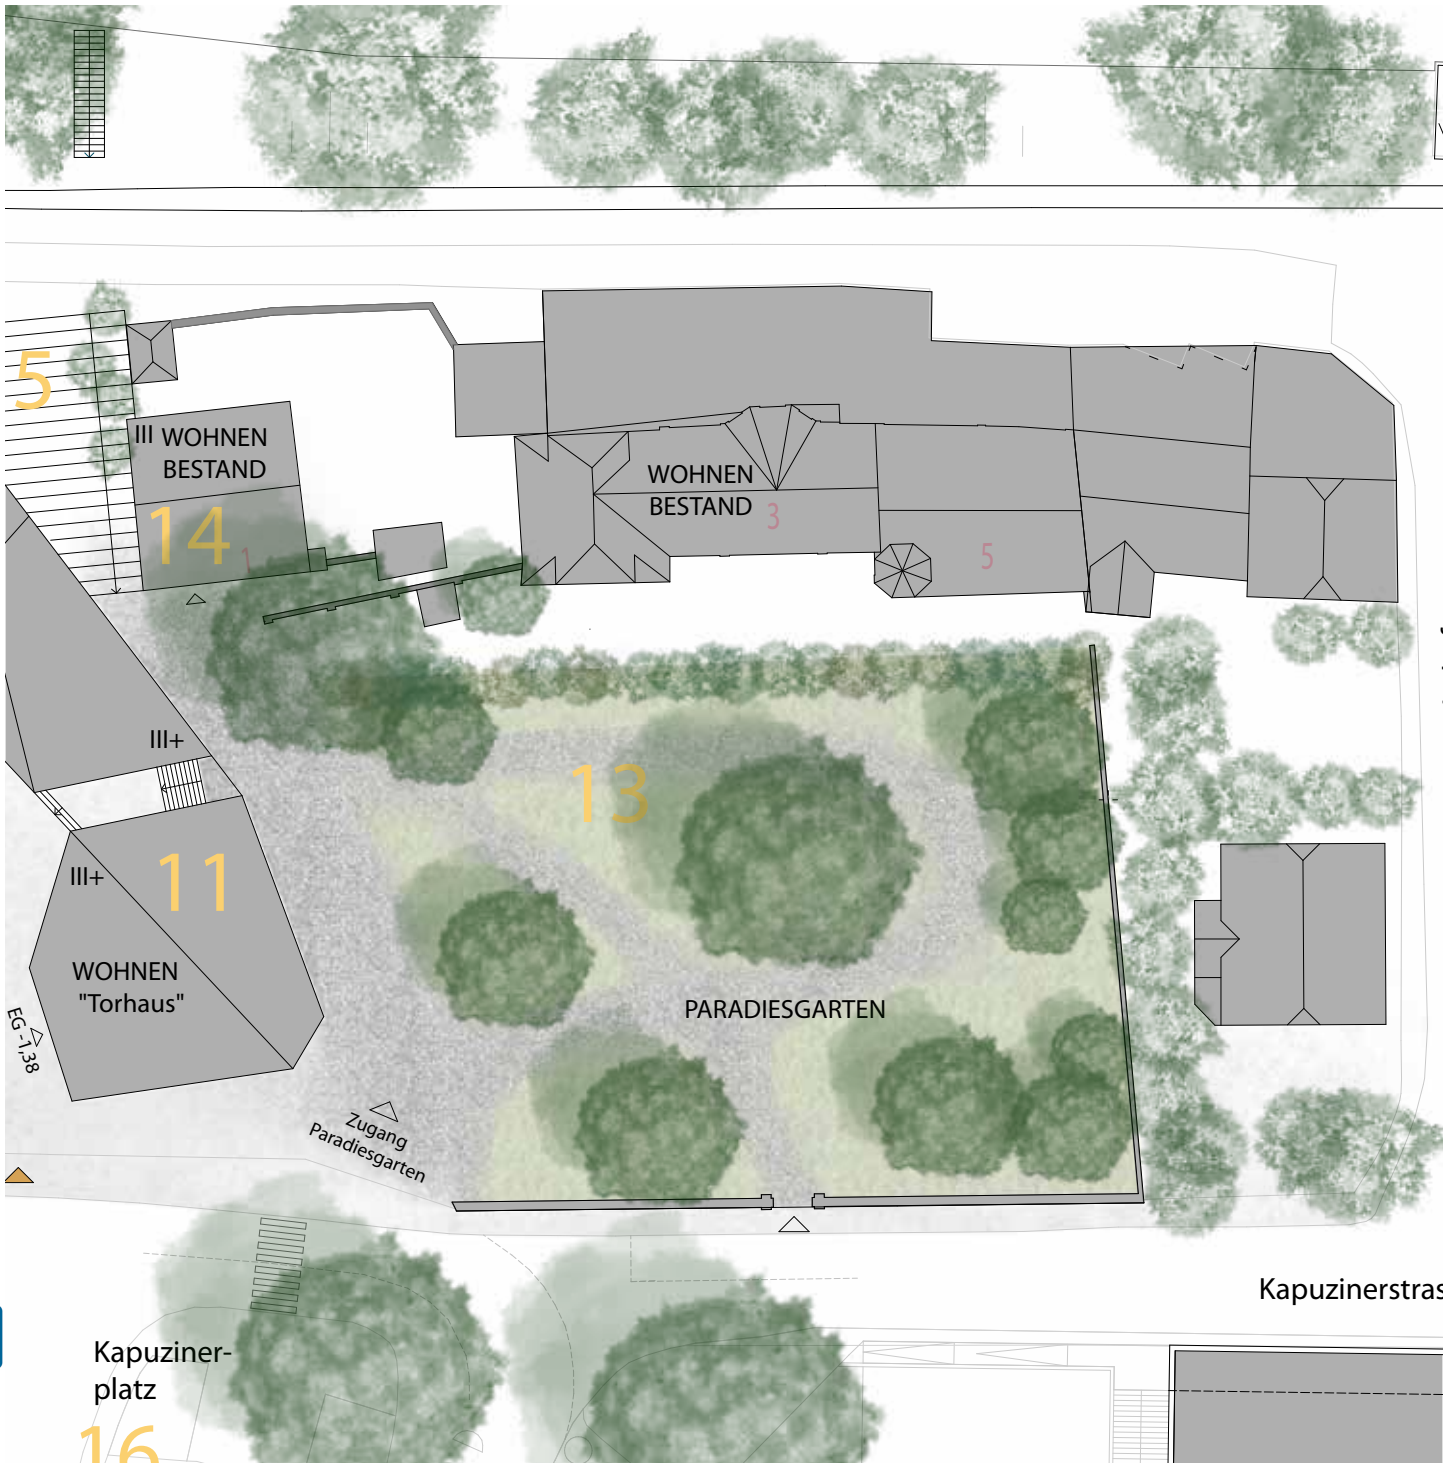 5
III WOHNEN
BESTAND
14
1
WOHNEN
BESTAND
3
5
III+
13
III+
11
WOHNEN
"Torhaus"
EG -1,38
PARADIESGARTEN
Zugang
Paradiesgarten
Kapuzinerstras
Kapuziner-
platz
16